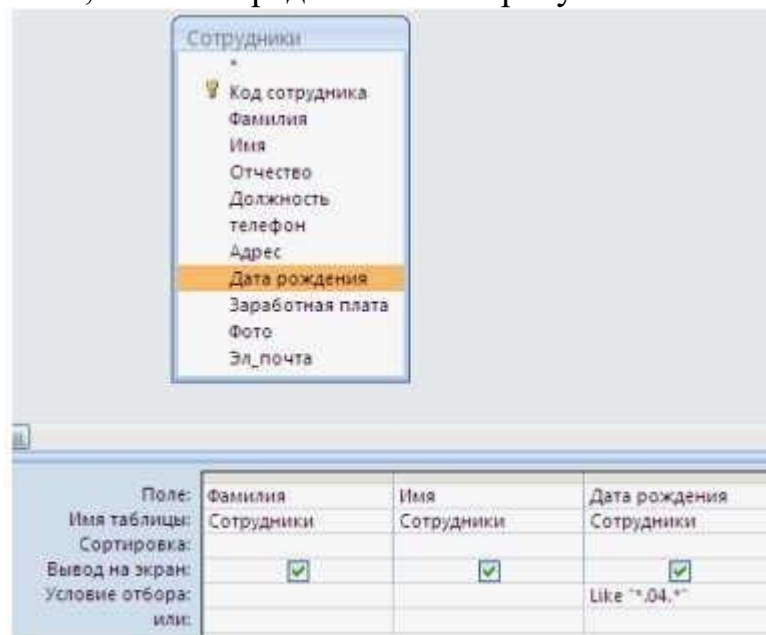 Сотрудники
*
Код сотрудника
Фамилия
Имя
Отчество
Должность
телефон
Адрес
Дата рождения
Заработная плата
Фото
Эл_почта
Поле: Фамилия Имя Дата рождения
Имя таблицы: Сотрудники Сотрудники Сотрудники
Сортировка:
Вывод на экран:
Условие отбора: Like "*.04.*"
или: